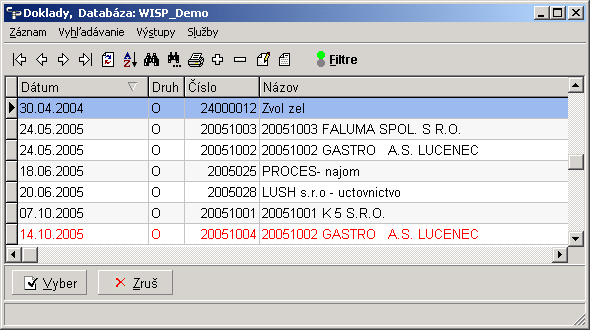 Doklady, Databáza: WISP_Demo
Záznam Vyhľadávanie Výstupy Služby
Filtre
Dátum Druh Číslo Názov
30.04.2004 O 24000012 Zvol zel
24.05.2005 O 20051003 20051003 FALUMA SPOL. S R.O.
24.05.2005 O 20051002 20051002 GASTRO A.S. LUCENEC
18.06.2005 O 2005025 PROCES- najom
20.06.2005 O 2005028 LUSH s.r.o - uctovnictvo
07.10.2005 O 20051001 20051001 K 5 S.R.O.
14.10.2005 O 20051004 20051002 GASTRO A.S. LUCENEC
Vyber Zruš